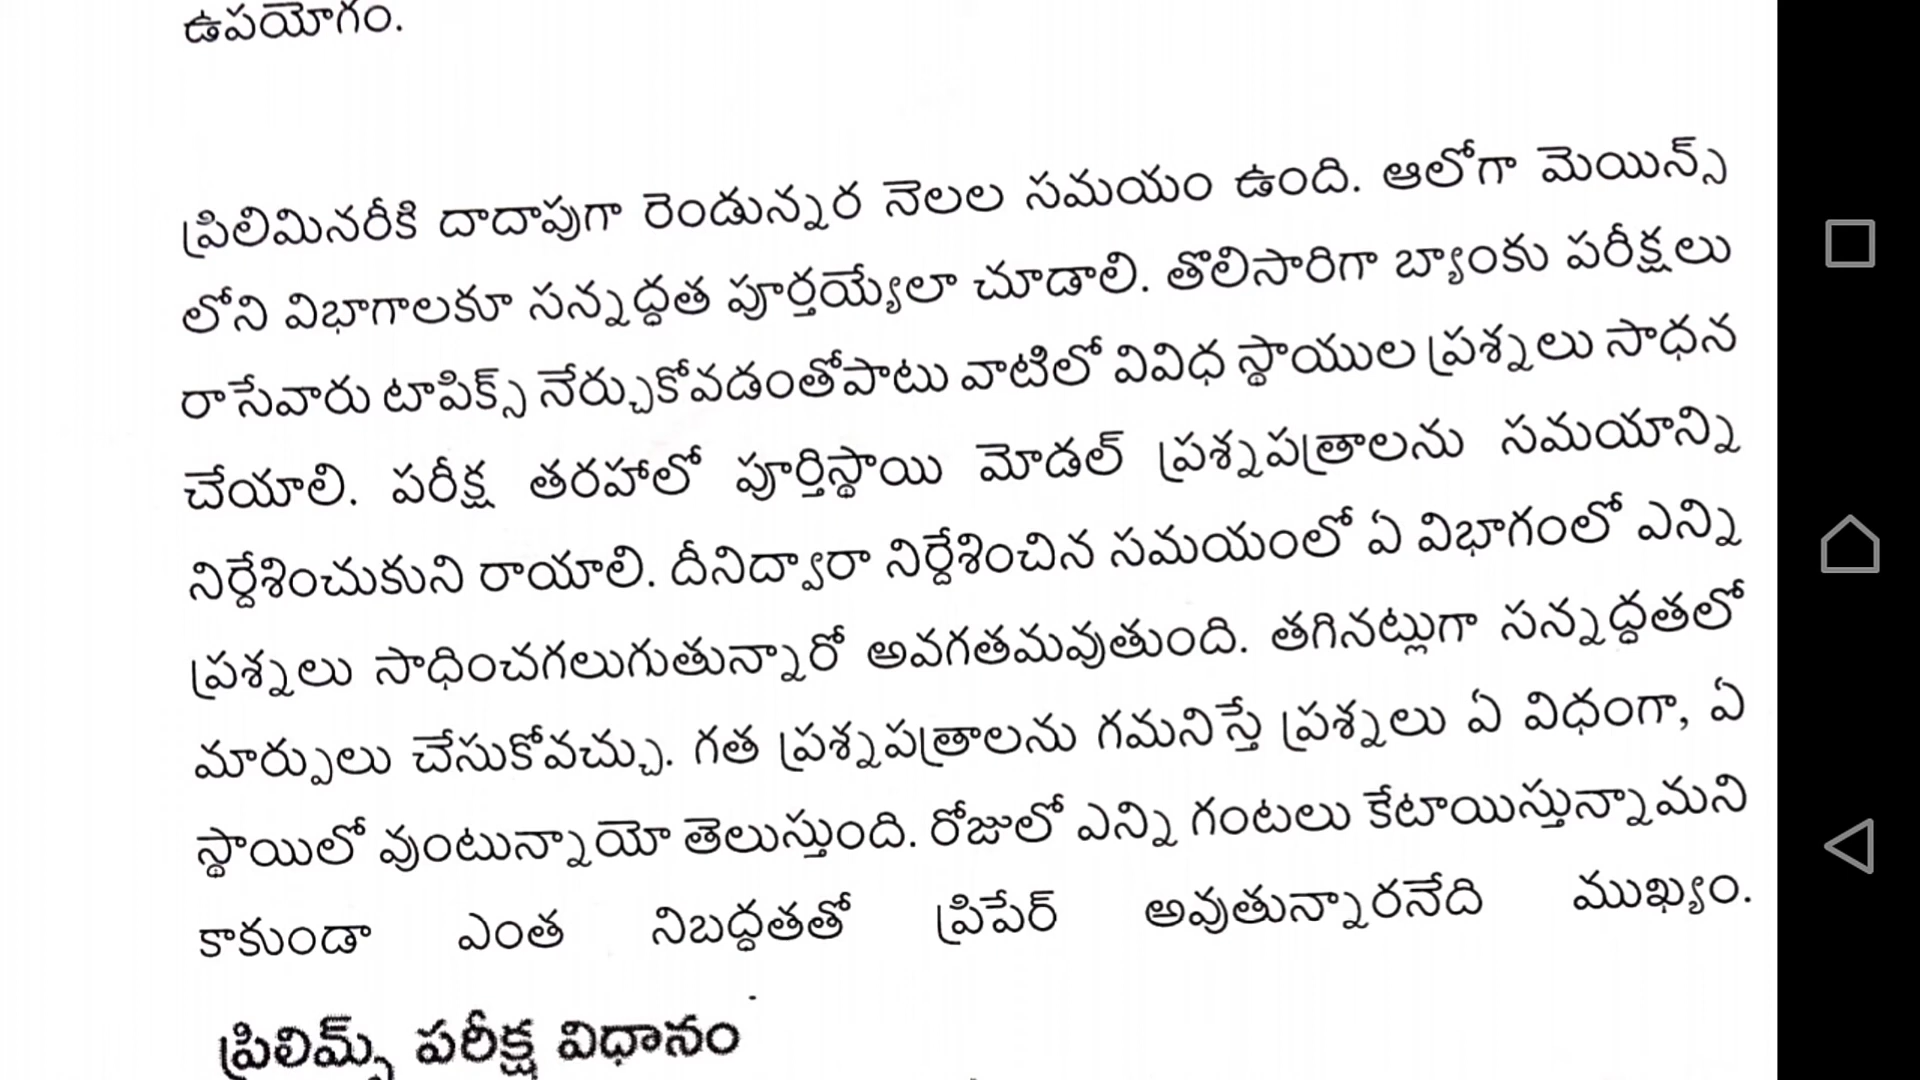 ఉపయోగం.
ప్రిలిమినరీకి దాదాపుగా రెండున్నర నెలల సమయం ఉంది. ఆలోగా మెయిన్స్
లోని విభాగాలకూ సన్నద్ధత పూర్తయ్యేలా చూడాలి. తొలిసారిగా బ్యాంకు పరీక్షలు
రాసేవారు టాపిక్స్ నేర్చుకోవడంతోపాటు వాటిలో వివిధ స్థాయుల ప్రశ్నలు సాధన
చేయాలి. పరీక్ష తరహాలో పూర్తిస్థాయి మోడల్ ప్రశ్నపత్రాలను సమయాన్ని
నిర్దేశించుకుని రాయాలి. దీనిద్వారా నిర్దేశించిన సమయంలో ఏ విభాగంలో ఎన్ని
ప్రశ్నలు సాధించగలుగుతున్నారో అవగతమవుతుంది. తగినట్లుగా సన్నద్ధతలో
మార్పులు చేసుకోవచ్చు. గత ప్రశ్నపత్రాలను గమనిస్తే ప్రశ్నలు ఏ విధంగా, ఏ
స్థాయిలో వుంటున్నాయో తెలుస్తుంది. రోజులో ఎన్ని గంటలు కేటాయిస్తున్నామని
కాకుండా ఎంత నిబద్ధతతో ప్రిపేర్ అవుతున్నారనేది ముఖ్యం.
ప్రిలిమ్స్ పరీక్ష విధానం